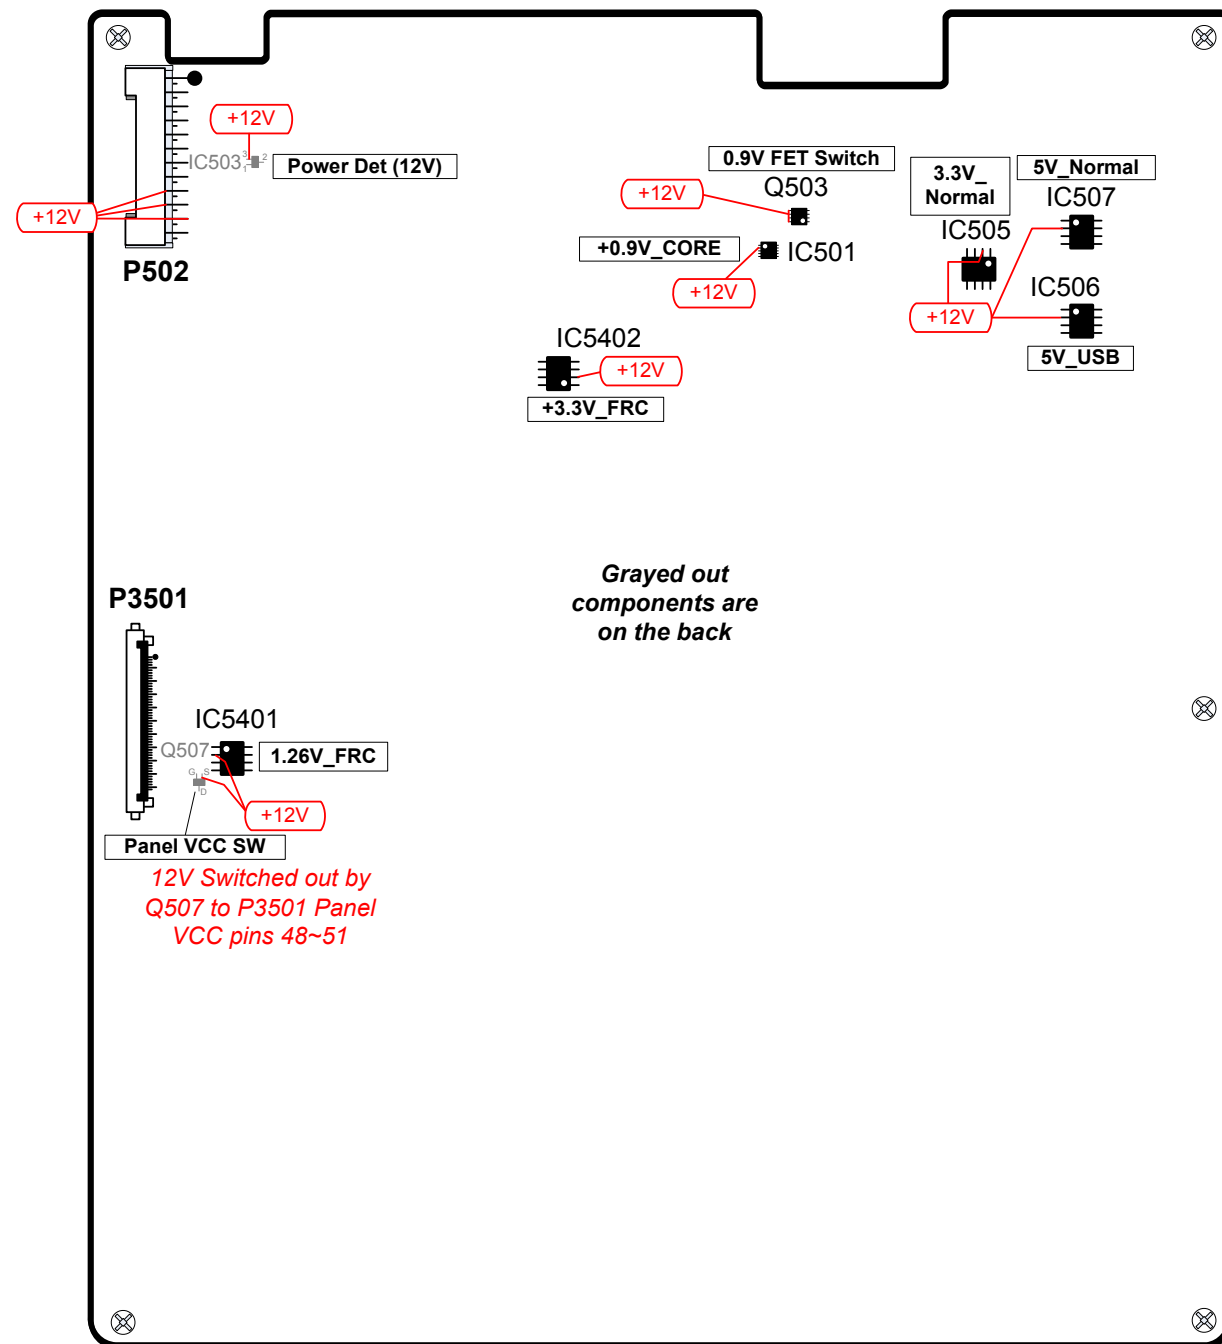 +12V
IC503
3
1
2
Power Det (12V)
+12V
P502
0.9V FET Switch
Q503
+12V
+0.9V_CORE
IC501
+12V
3.3V_
Normal
IC505
5V_Normal
IC507
+12V
IC506
5V_USB
IC5402
+12V
+3.3V_FRC
Grayed out
components are
on the back
P3501
IC5401
Q507
1.26V_FRC
G
S
D
+12V
Panel VCC SW
12V Switched out by
Q507 to P3501 Panel
VCC pins 48~51